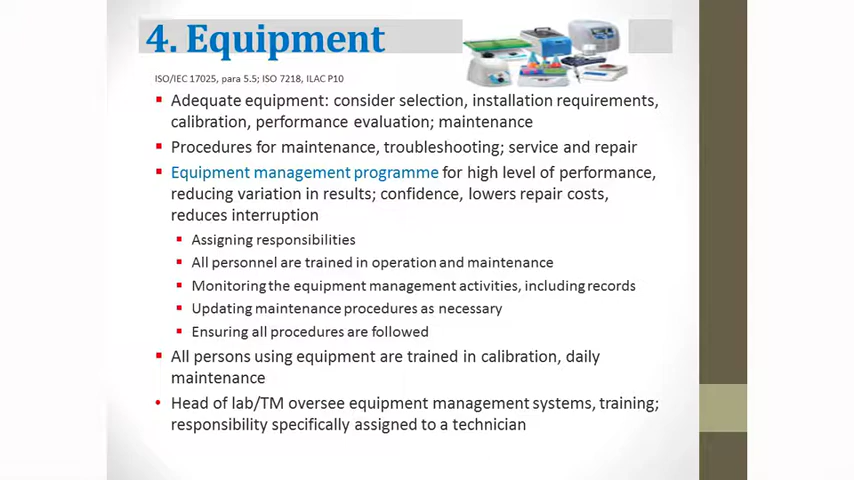 4. Equipment
ISO/IEC 17025, para 5.5; ISO 7218, ILAC P10
▪ Adequate equipment: consider selection, installation requirements,
calibration, performance evaluation; maintenance
▪ Procedures for maintenance, troubleshooting; service and repair
▪ Equipment management programme for high level of performance,
reducing variation in results; confidence, lowers repair costs,
reduces interruption
▪ Assigning responsibilities
▪ All personnel are trained in operation and maintenance
▪ Monitoring the equipment management activities, including records
▪ Updating maintenance procedures as necessary
▪ Ensuring all procedures are followed
▪ All persons using equipment are trained in calibration, daily
maintenance
• Head of lab/TM oversee equipment management systems, training;
responsibility specifically assigned to a technician